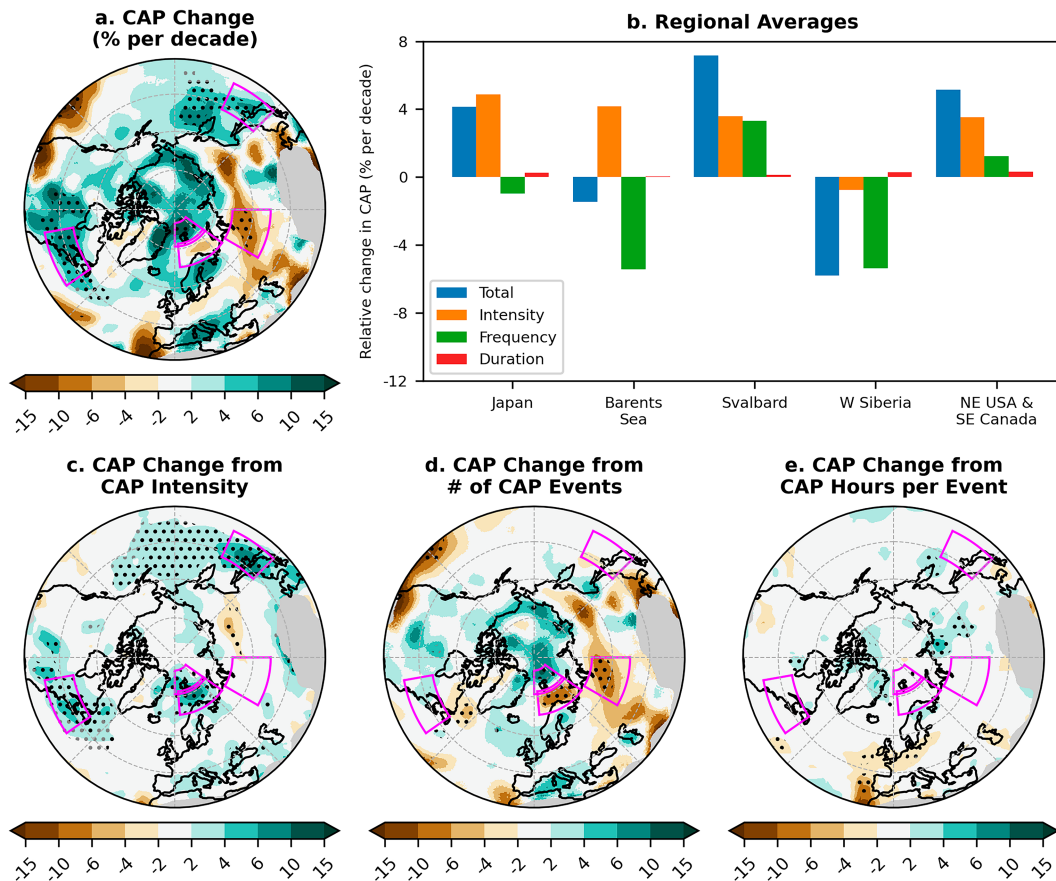 a. CAP Change
(% per decade)
-15 -10 -6 -4 -2 2 4 6 10 15
b. Regional Averages
Relative change in CAP (% per decade)
8
4
0
-4
-8
-12
Total
Intensity
Frequency
Duration
Japan
Barents
Sea
Svalbard
W Siberia
NE USA &
SE Canada
c. CAP Change from
CAP Intensity
-15 -10 -6 -4 -2 2 4 6 10 15
d. CAP Change from
# of CAP Events
-15 -10 -6 -4 -2 2 4 6 10 15
e. CAP Change from
CAP Hours per Event
-15 -10 -6 -4 -2 2 4 6 10 15